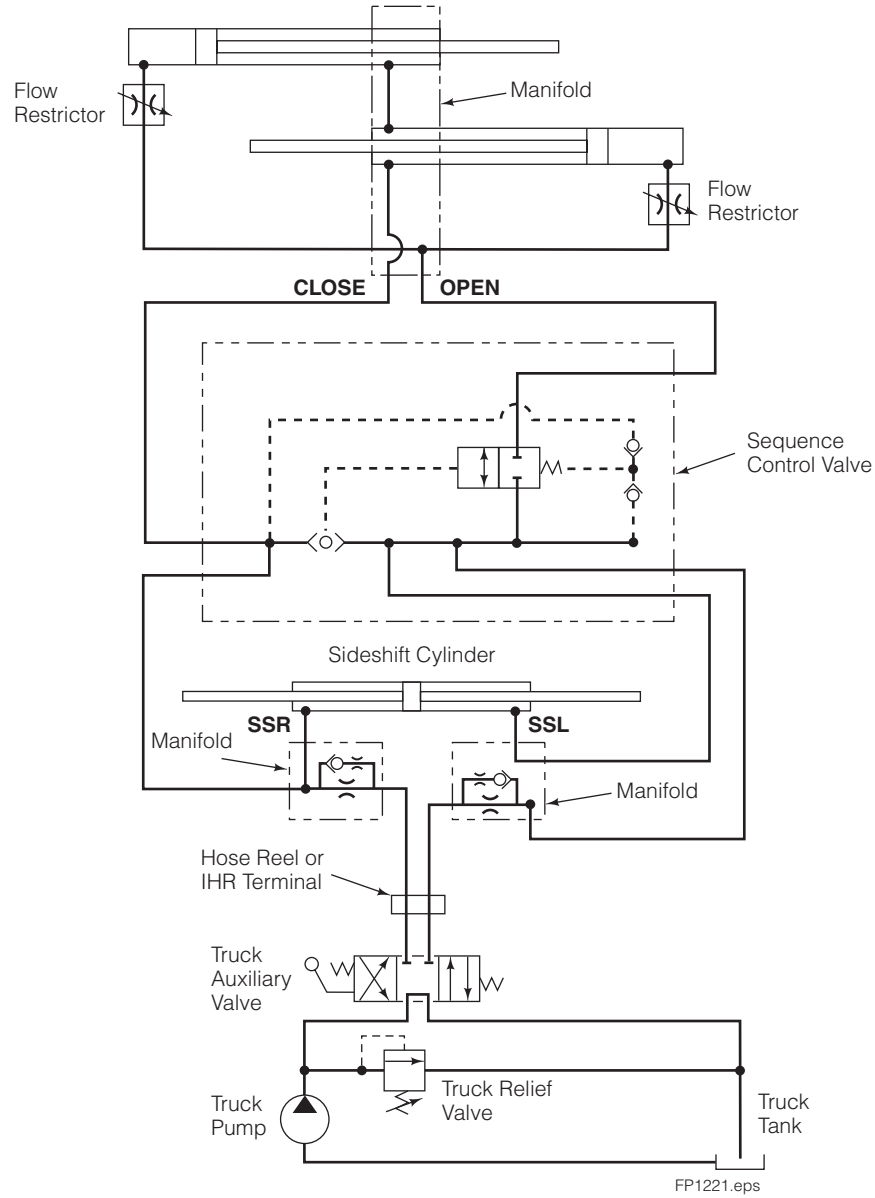 Flow
Restrictor
Manifold
Flow
Restrictor
CLOSE
OPEN
Sequence
Control Valve
Sideshift Cylinder
SSR
SSL
Manifold
Manifold
Hose Reel or
IHR Terminal
Truck
Auxiliary
Valve
Truck Relief
Valve
Truck
Pump
Truck
Tank
FP1221.eps